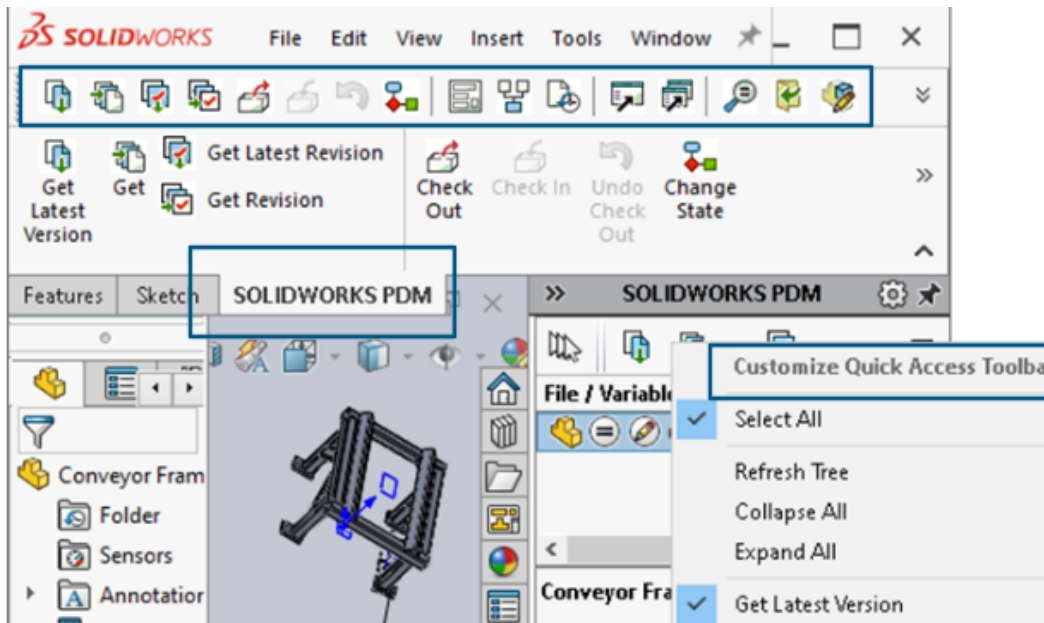 SOLIDWORKS File Edit View Insert Tools Window
Get Latest Revision
Get Revision
Get Latest Version
Get
Check Out
Check In
Undo Check Out
Change State
Features Sketch SOLIDWORKS PDM
SOLIDWORKS PDM
Customize Quick Access Toolba
File / Variabl
Select All
Refresh Tree
Collapse All
Expand All
Get Latest Version
Conveyor Fram
Folder
Sensors
Annotatior
Conveyor Fra